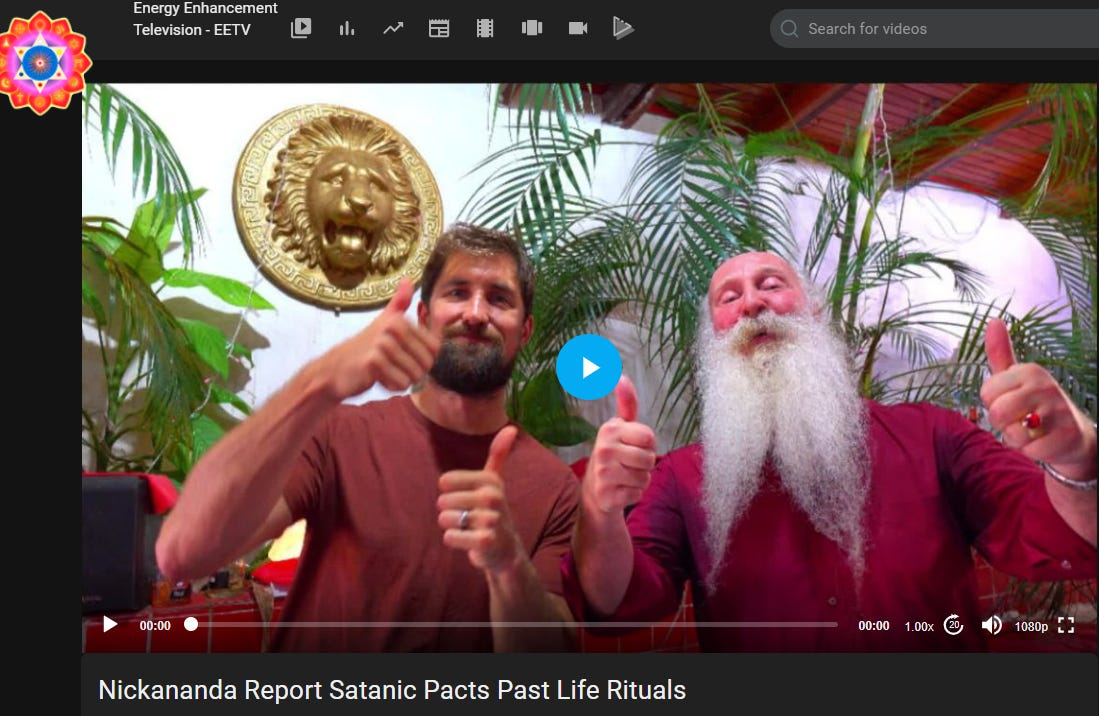 Energy Enhancement
Television - EETV
Search for videos
00:00
00:00
1.00x
20
1080p
Nickananda Report Satanic Pacts Past Life Rituals